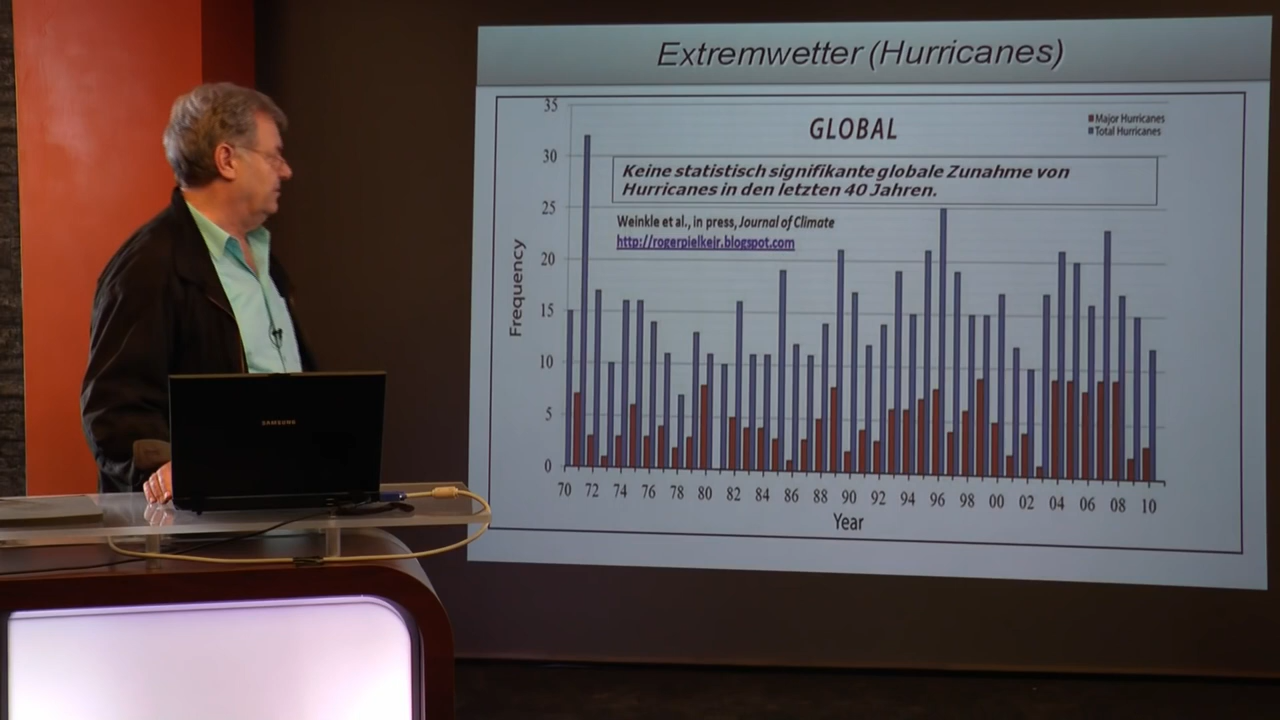 Extremwetter (Hurricanes)
GLOBAL
Major Hurricanes
Total Hurricanes
Keine statistisch signifikante globale Zunahme von
Hurricanes in den letzten 40 Jahren.
Weinkle et al., in press, Journal of Climate
http://rogerpielkejr.blogspot.com
Frequency
35
30
25
20
15
10
5
0
70 72 74 76 78 80 82 84 86 88 90 92 94 96 98 00 02 04 06 08 10
Year
SAMSUNG